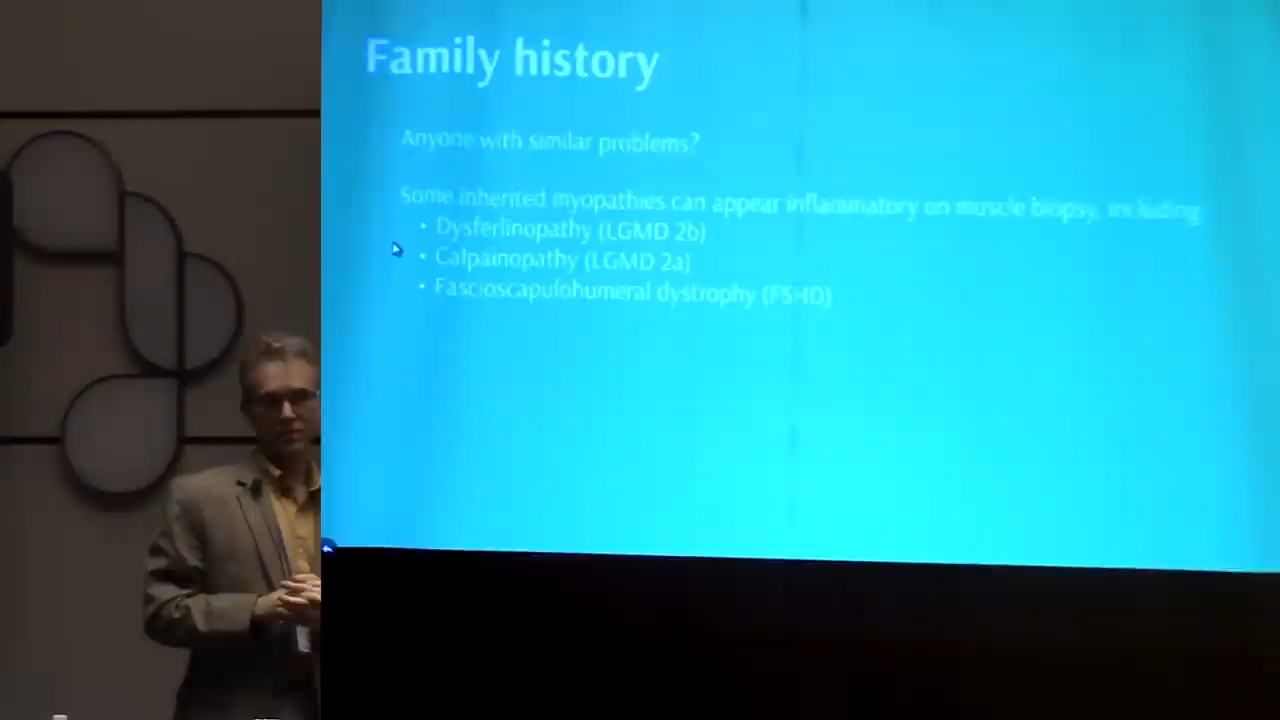 Family history
Anyone with similar problems?
Some inherited myopathies can appear inflammatory on muscle biopsy, including
• Dysferlinopathy (LGMD 2b)
• Calpainopathy (LGMD 2a)
• Fascioscapulohumeral dystrophy (FSHD)